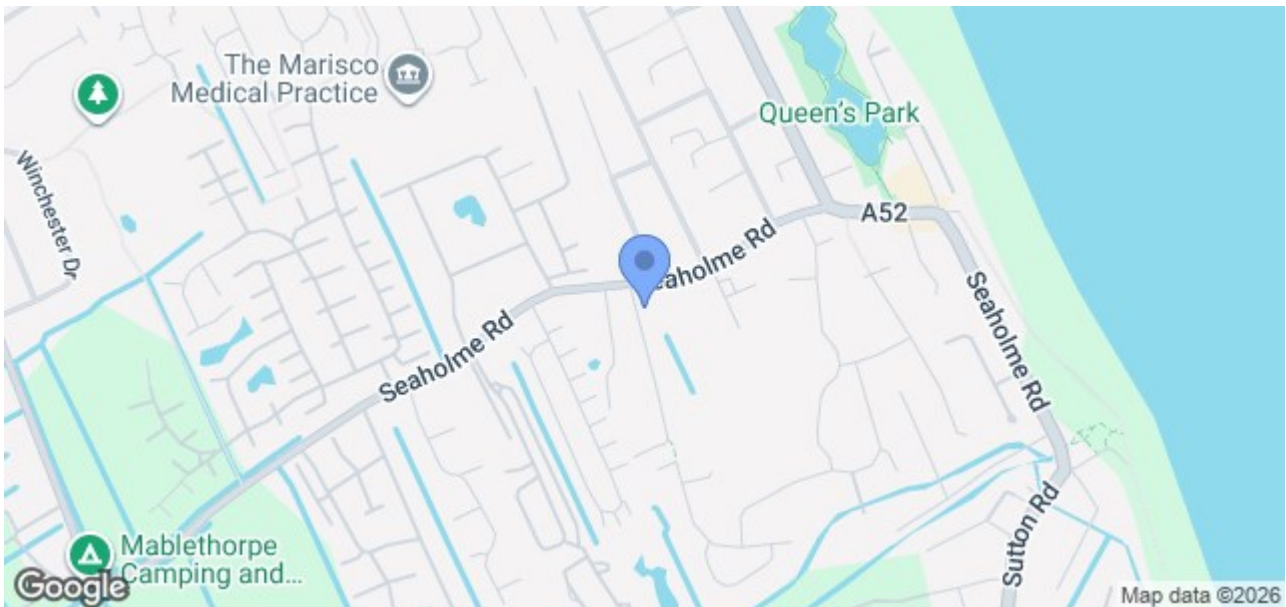 The Marisco
Medical Practice
Queen's Park
Winchester Dr
A52
Seaholme Rd
Seaholme Rd
Seaholme Rd
Sutton Rd
Mablethorpe
Camping and...
Google
Map data ©2026